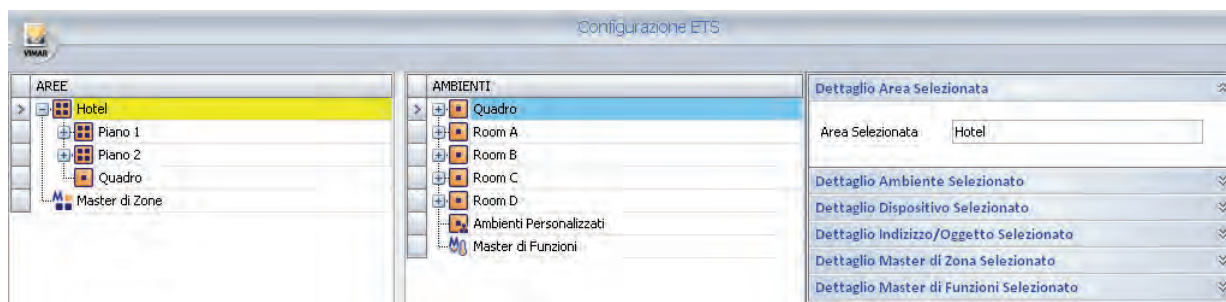 Configurazione ETS
VIMAR
AREE
Hotel
Piano 1
Piano 2
Quadro
Master di Zone
AMBIENTI
Quadro
Room A
Room B
Room C
Room D
Ambienti Personalizzati
Master di Funzioni
Dettaglio Area Selezionata
Area Selezionata Hotel
Dettaglio Ambiente Selezionato
Dettaglio Dispositivo Selezionato
Dettaglio Indizizzo/Oggetto Selezionato
Dettaglio Master di Zona Selezionato
Dettaglio Master di Funzioni Selezionato